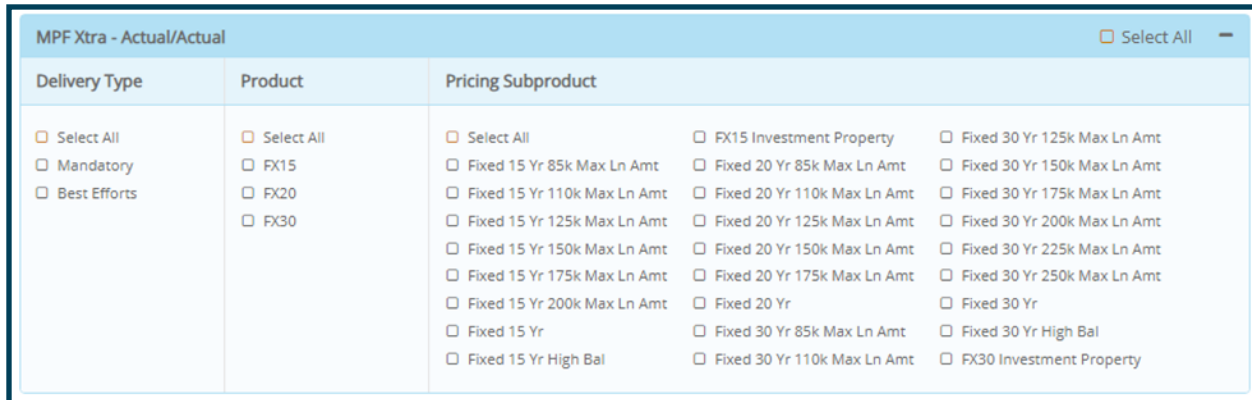 MPF Xtra - Actual/Actual
Select All
Delivery Type
Product
Pricing Subproduct
Select All
Mandatory
Best Efforts
Select All
FX15
FX20
FX30
Select All
Fixed 15 Yr 85k Max Ln Amt
Fixed 15 Yr 110k Max Ln Amt
Fixed 15 Yr 125k Max Ln Amt
Fixed 15 Yr 150k Max Ln Amt
Fixed 15 Yr 175k Max Ln Amt
Fixed 15 Yr 200k Max Ln Amt
Fixed 15 Yr
Fixed 15 Yr High Bal
FX15 Investment Property
Fixed 20 Yr 85k Max Ln Amt
Fixed 20 Yr 110k Max Ln Amt
Fixed 20 Yr 125k Max Ln Amt
Fixed 20 Yr 150k Max Ln Amt
Fixed 20 Yr 175k Max Ln Amt
Fixed 20 Yr
Fixed 30 Yr 85k Max Ln Amt
Fixed 30 Yr 110k Max Ln Amt
Fixed 30 Yr 125k Max Ln Amt
Fixed 30 Yr 150k Max Ln Amt
Fixed 30 Yr 175k Max Ln Amt
Fixed 30 Yr 200k Max Ln Amt
Fixed 30 Yr 225k Max Ln Amt
Fixed 30 Yr 250k Max Ln Amt
Fixed 30 Yr
Fixed 30 Yr High Bal
FX30 Investment Property